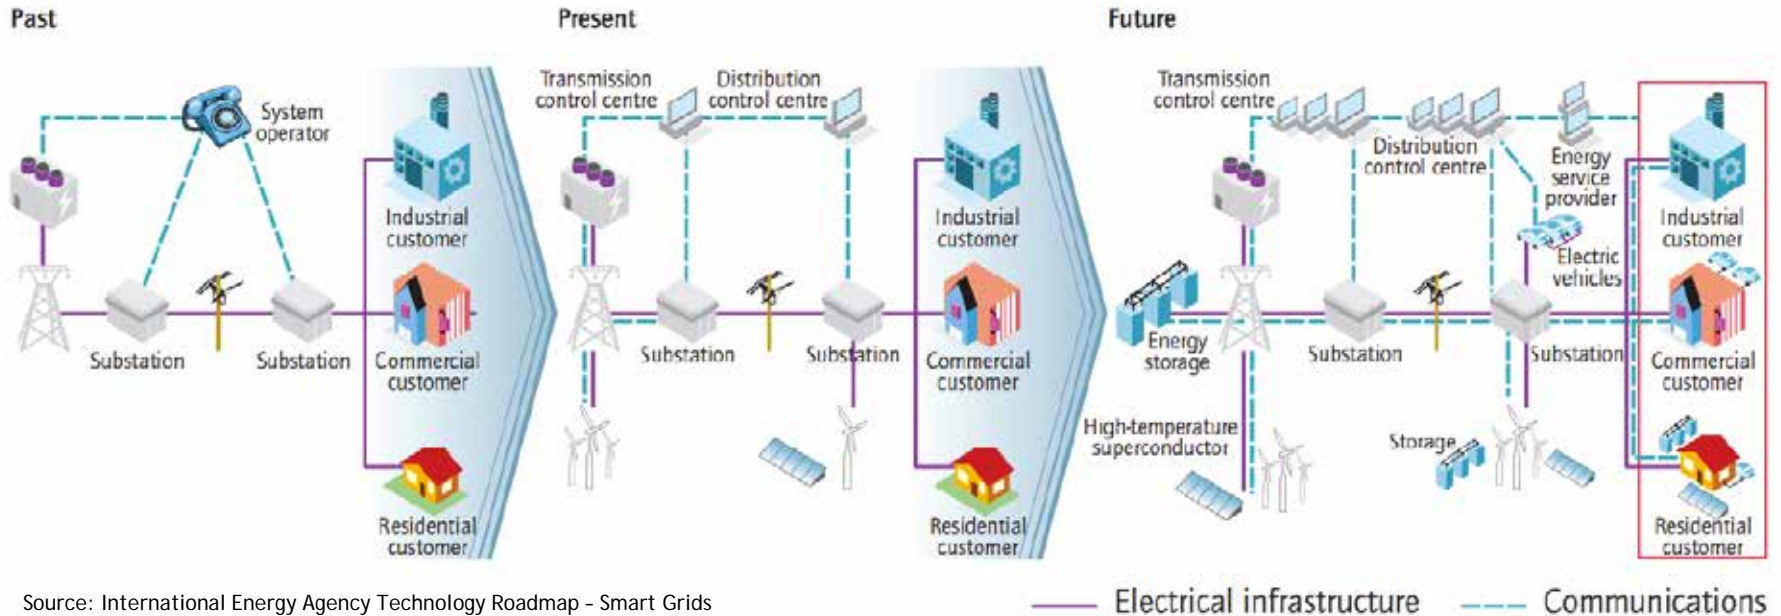 Past
System
operator
Substation
Substation
Industrial
customer
Commercial
customer
Residential
customer
Present
Transmission
control centre
Distribution
control centre
Substation
Substation
Industrial
customer
Commercial
customer
Residential
customer
Future
Transmission
control centre
Distribution
control centre
Energy
service
provider
Electric
vehicles
Energy
storage
Substation
Substation
High-temperature
superconductor
Storage
Industrial
customer
Commercial
customer
Residential
customer
Source: International Energy Agency Technology Roadmap - Smart Grids
Electrical infrastructure
Communications